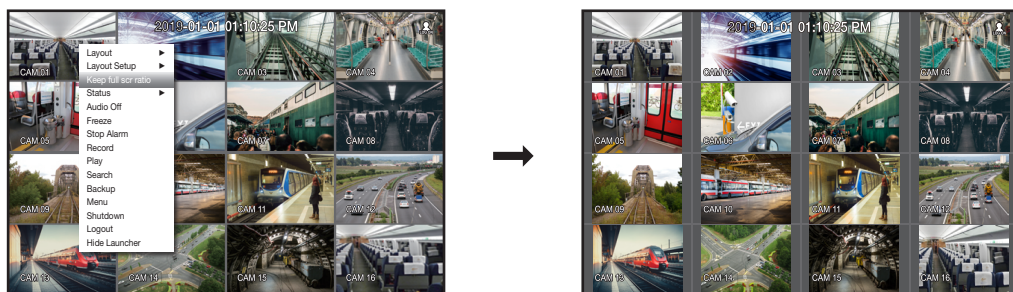 2019-01-01 01:10:25 PM
CAM 01
CAM 03
CAM 04
CAM 05
CAM 07
CAM 08
CAM 09
CAM 11
CAM 12
CAM 13
CAM 14
CAM 15
CAM 16
Layout
Layout Setup
Keep full scr ratio
Status
Audio Off
Freeze
Stop Alarm
Record
Play
Search
Backup
Menu
Shutdown
Logout
Hide Launcher
2019-01-01 01:10:25 PM
CAM 01
CAM 02
CAM 03
CAM 04
CAM 05
CAM 06
CAM 07
CAM 08
CAM 09
CAM 10
CAM 11
CAM 12
CAM 13
CAM 14
CAM 15
CAM 16